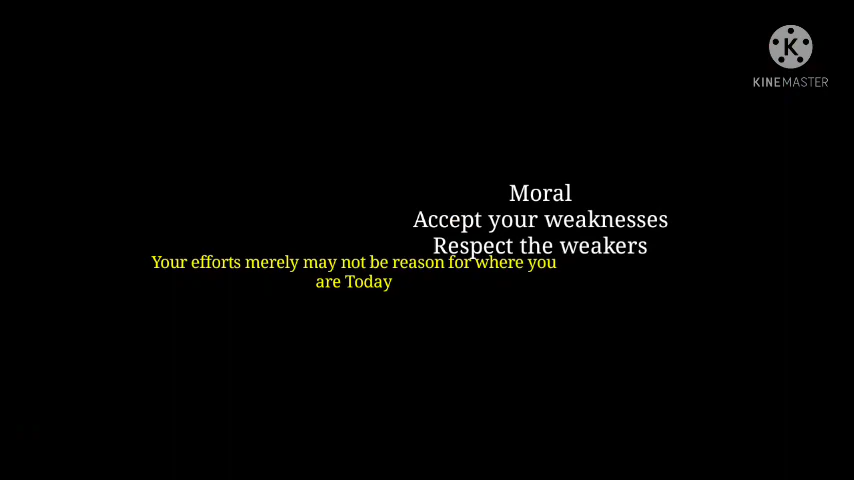 KINEMASTER
Moral
Accept your weaknesses
Respect the weakers
Your efforts merely may not be reason for where you
are Today